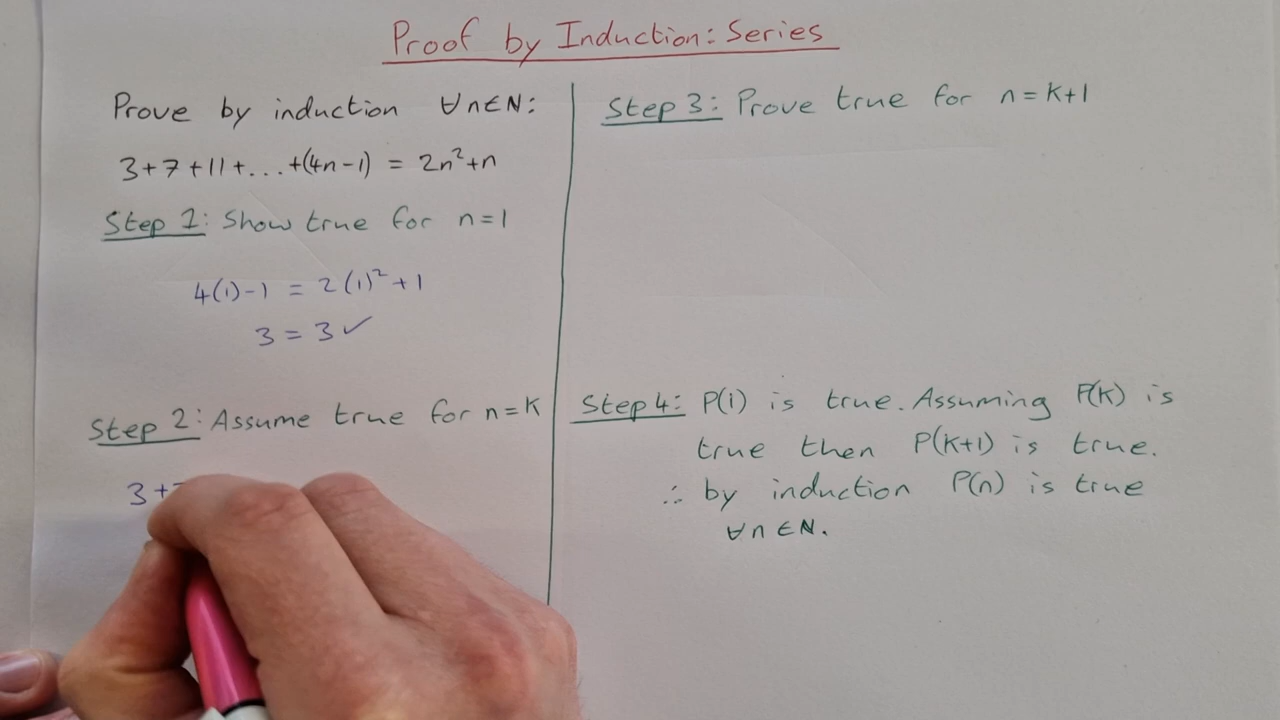 Proof by Induction: Series
Prove by induction ∀n∈N:
3+7+11+...+(4n-1) = 2n²+n
Step 1: Show true for n=1
4(1)-1 = 2(1)²+1
3 = 3 ✓
Step 2: Assume true for n=k
3+
Step 3: Prove true for n=k+1
Step 4: P(1) is true. Assuming P(k) is
true then P(k+1) is true.
∴ by induction P(n) is true
∀n∈N.